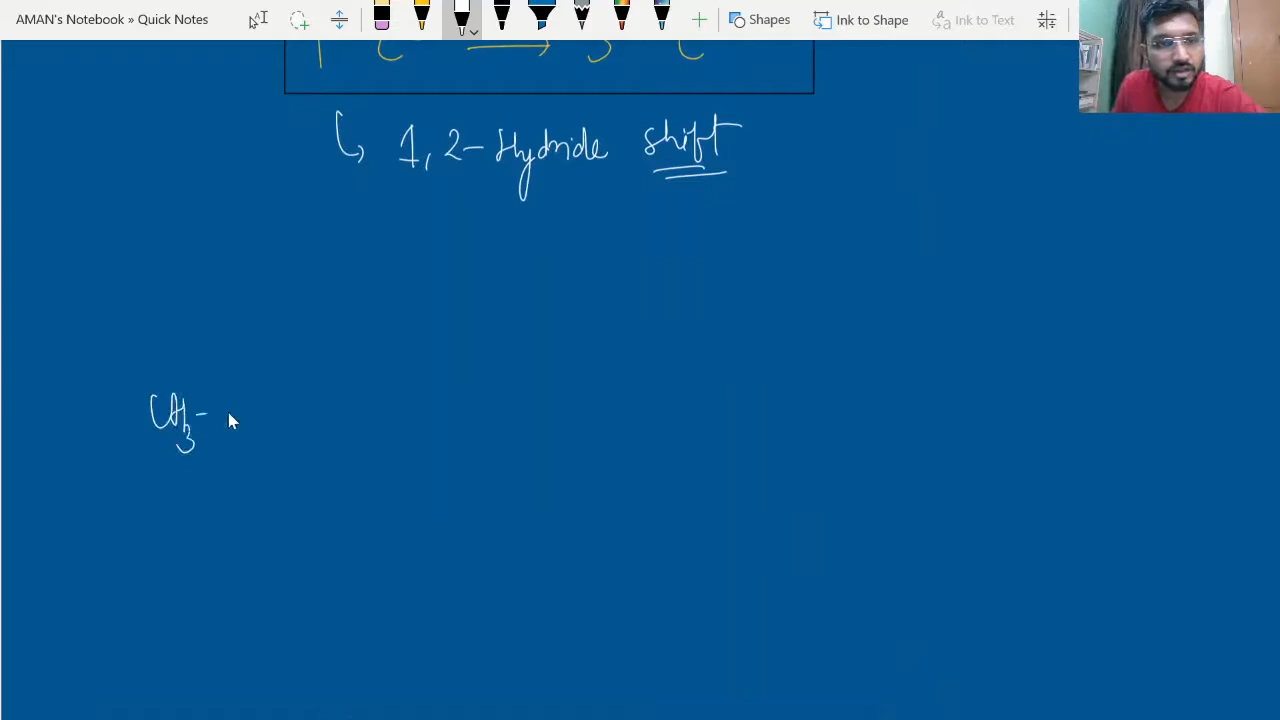 AMAN's Notebook » Quick Notes
Shapes
Ink to Shape
Ink to Text
↳ 1,2-Hydride shift
CH3-